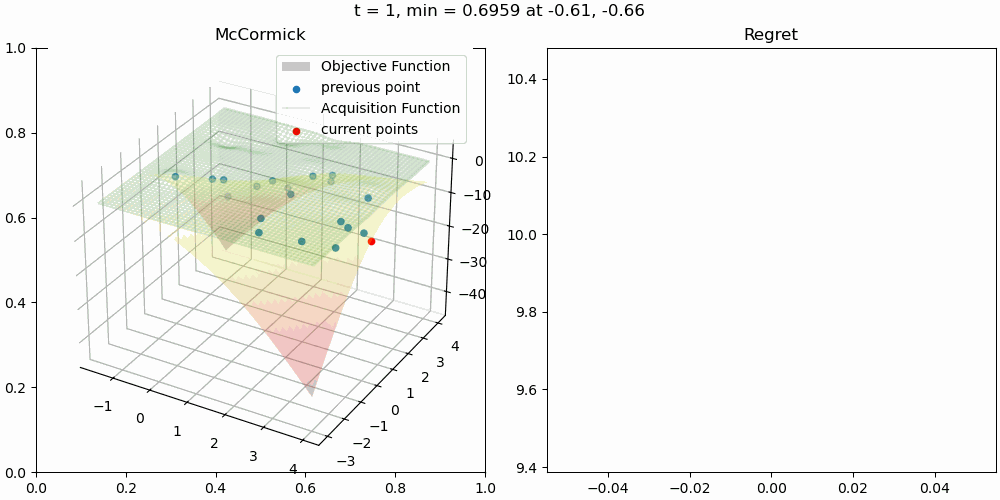 t = 1, min = 0.6959 at -0.61, -0.66
McCormick
Regret
Objective Function
previous point
Acquisition Function
current points
1.0
0.8
0.6
0.4
0.2
0.0
0.0 0.2 0.4 0.6 0.8 1.0
0
−10
−20
−30
−40
−1 0 1 2 3 4
−3 −2 −1 0 1 2 3 4
10.4
10.2
10.0
9.8
9.6
9.4
−0.04 −0.02 0.00 0.02 0.04